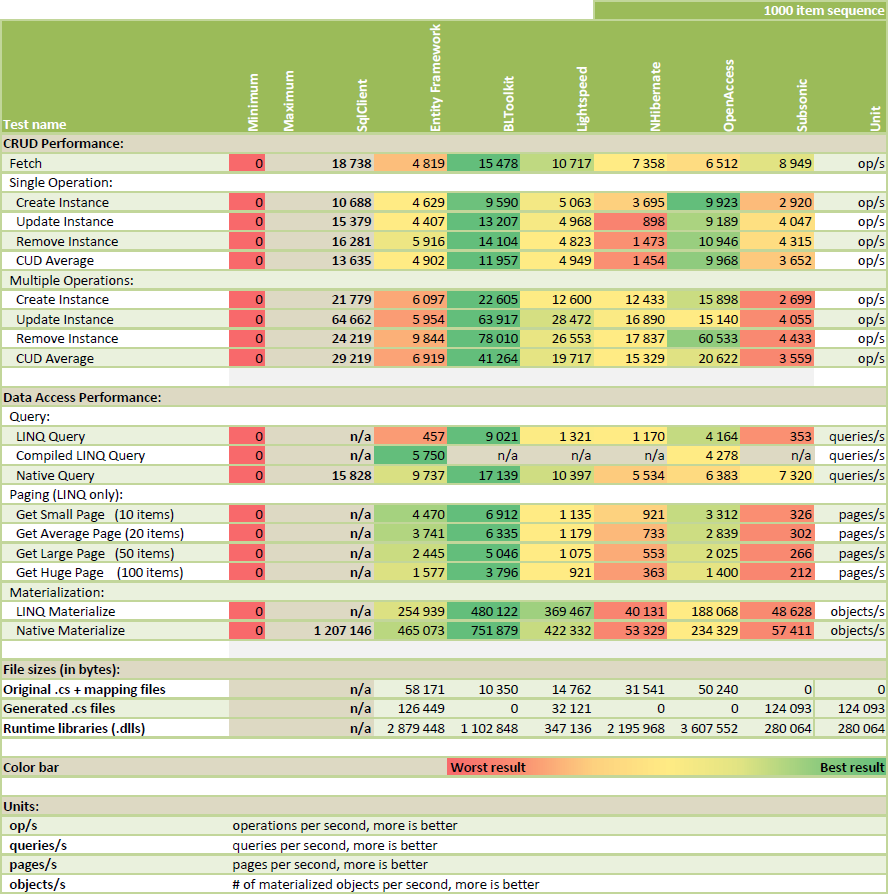 1000 item sequence
Test name Minimum Maximum SqlClient Entity Framework BLToolkit Lightspeed NHibernate OpenAccess Subsonic Unit
CRUD Performance:
Fetch 0 18 738 4 819 15 478 10 717 7 358 6 512 8 949 op/s
Single Operation:
Create Instance 0 10 688 4 629 9 590 5 063 3 695 9 923 2 920 op/s
Update Instance 0 15 379 4 407 13 207 4 968 898 9 189 4 047 op/s
Remove Instance 0 16 281 5 916 14 104 4 823 1 473 10 946 4 315 op/s
CUD Average 0 13 635 4 902 11 957 4 949 1 454 9 968 3 652 op/s
Multiple Operations:
Create Instance 0 21 779 6 097 22 605 12 600 12 433 15 898 2 699 op/s
Update Instance 0 64 662 5 954 63 917 28 472 16 890 15 140 4 055 op/s
Remove Instance 0 24 219 9 844 78 010 26 553 17 837 60 533 4 433 op/s
CUD Average 0 29 219 6 919 41 264 19 717 15 329 20 622 3 559 op/s
Data Access Performance:
Query:
LINQ Query 0 n/a 457 9 021 1 321 1 170 4 164 353 queries/s
Compiled LINQ Query 0 n/a 5 750 n/a n/a n/a 4 278 n/a queries/s
Native Query 0 15 828 9 737 17 139 10 397 5 534 6 383 7 320 queries/s
Paging (LINQ only):
Get Small Page (10 items) 0 n/a 4 470 6 912 1 135 921 3 312 326 pages/s
Get Average Page (20 items) 0 n/a 3 741 6 335 1 179 733 2 839 302 pages/s
Get Large Page (50 items) 0 n/a 2 445 5 046 1 075 553 2 025 266 pages/s
Get Huge Page (100 items) 0 n/a 1 577 3 796 921 363 1 400 212 pages/s
Materialization:
LINQ Materialize 0 n/a 254 939 480 122 369 467 40 131 188 068 48 628 objects/s
Native Materialize 0 1 207 146 465 073 751 879 422 332 53 329 234 329 57 411 objects/s
File sizes (in bytes):
Original .cs + mapping files n/a 58 171 10 350 14 762 31 541 50 240 0 0
Generated .cs files n/a 126 449 0 32 121 0 0 124 093 124 093
Runtime libraries (.dlls) n/a 2 879 448 1 102 848 347 136 2 195 968 3 607 552 280 064 280 064
Color bar Worst result Best result
Units:
op/s operations per second, more is better
queries/s queries per second, more is better
pages/s pages per second, more is better
objects/s # of materialized objects per second, more is better